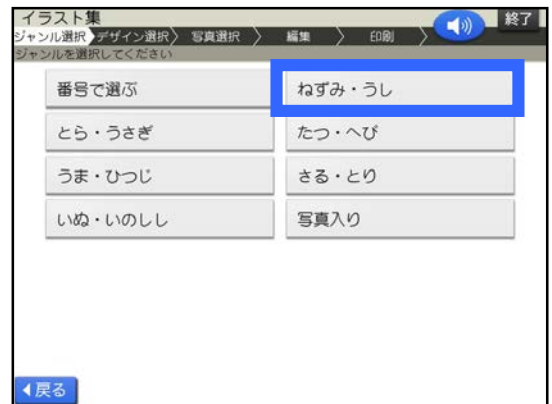 イラスト集
終了
ジャンル選択 デザイン選択 写真選択 編集 印刷
ジャンルを選択してください
番号で選ぶ ねずみ・うし
とら・うさぎ たつ・へび
うま・ひつじ さる・とり
いぬ・いのしし 写真入り
戻る